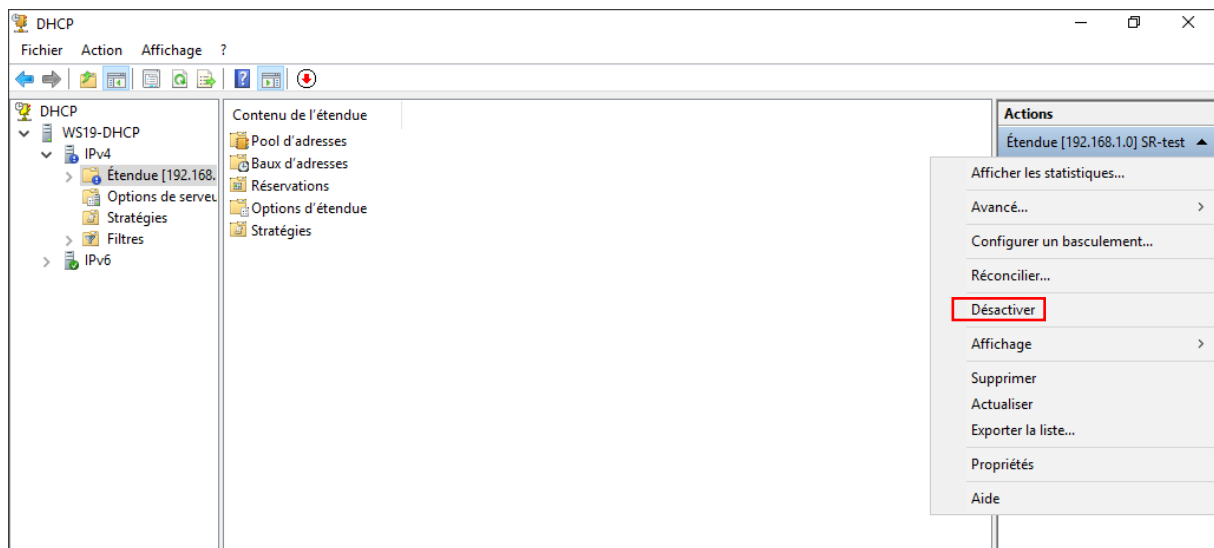 DHCP
Fichier Action Affichage ?
DHCP
WS19-DHCP
IPv4
Étendue [192.168.
Options de serveu
Stratégies
Filtres
IPv6
Contenu de l'étendue
Pool d'adresses
Baux d'adresses
Réservations
Options d'étendue
Stratégies
Actions
Étendue [192.168.1.0] SR-test
Afficher les statistiques...
Avancé...
Configurer un basculement...
Réconcilier...
Désactiver
Affichage
Supprimer
Actualiser
Exporter la liste...
Propriétés
Aide